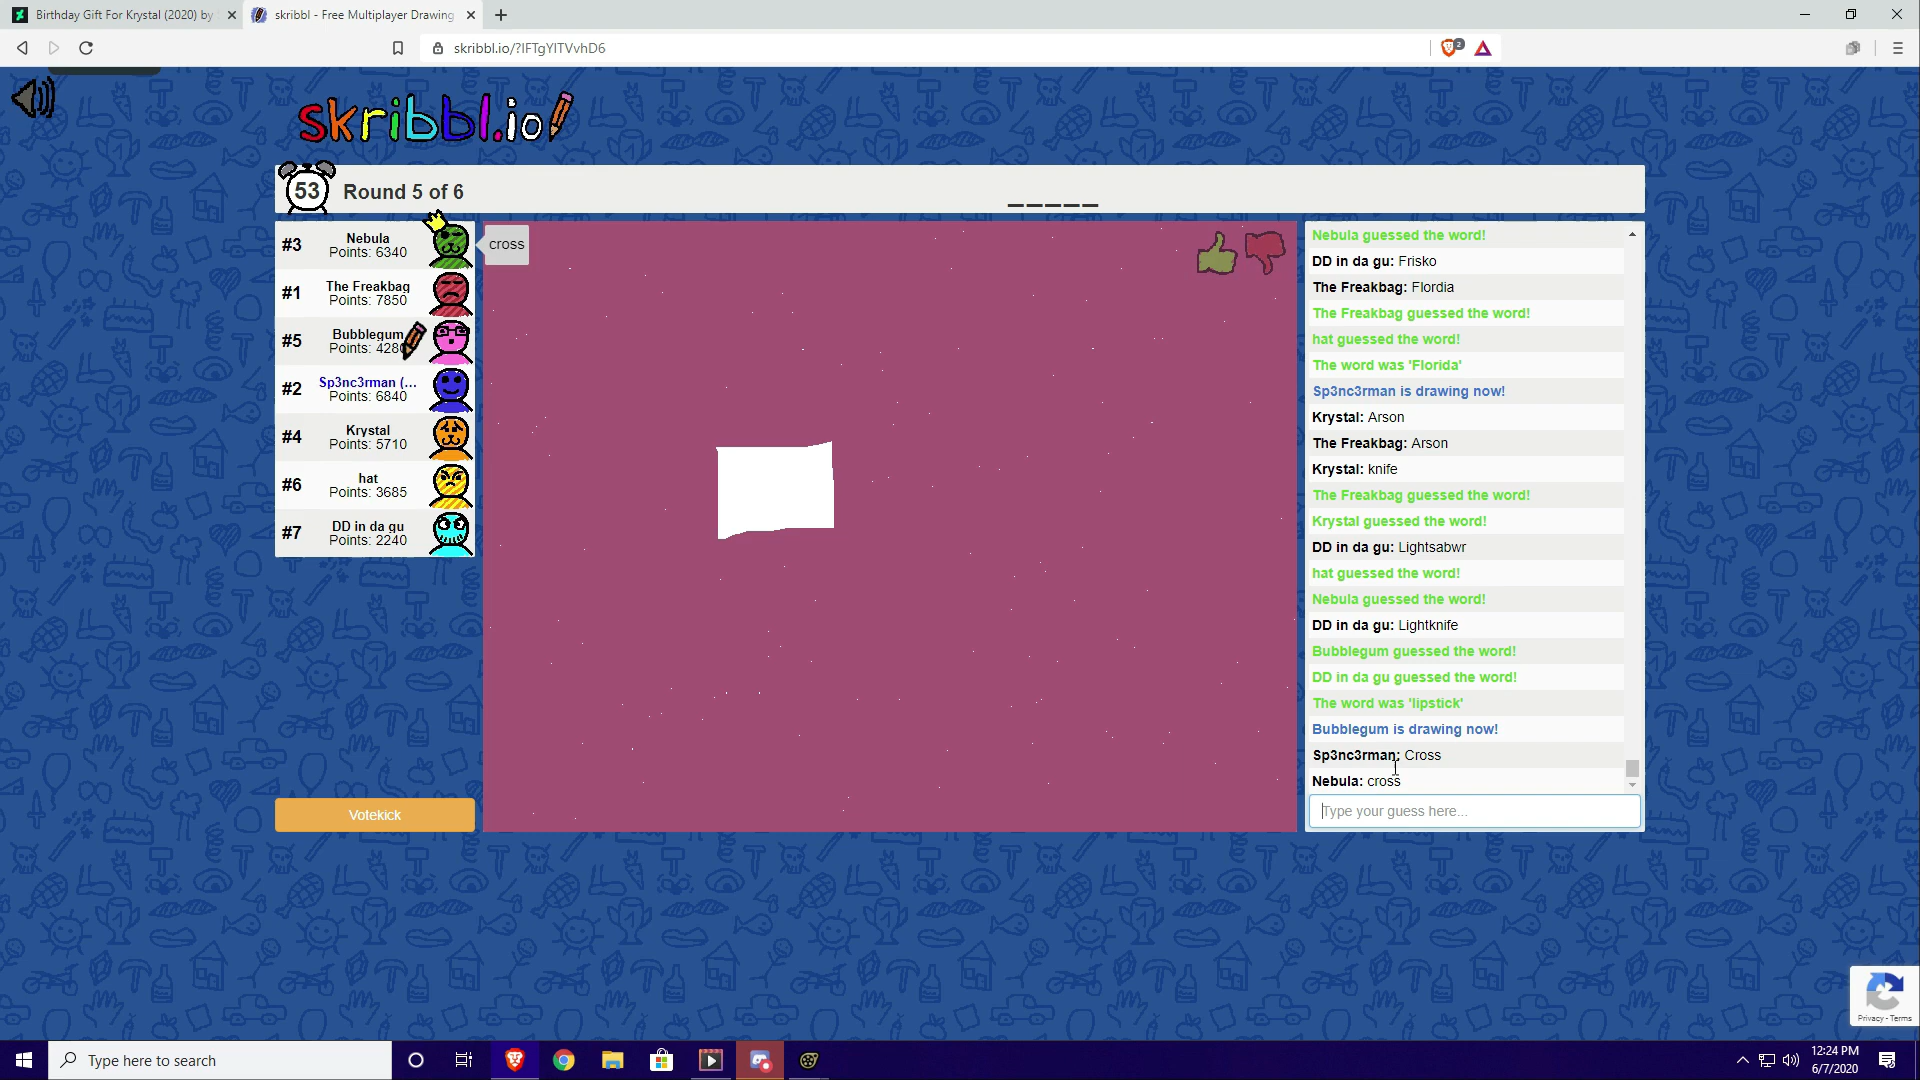 Birthday Gift For Krystal (2020) by
skribbl - Free Multiplayer Drawing
skribbl.io/?IFTgYlTVvhD6
2
skribbl.io
53
Round 5 of 6
_____
#3
Nebula
Points: 6340
#1
The Freakbag
Points: 7850
#5
Bubblegum
Points: 428
#2
Sp3nc3rman (...
Points: 6840
#4
Krystal
Points: 5710
#6
hat
Points: 3685
#7
DD in da gu
Points: 2240
Votekick
cross
Nebula guessed the word!
DD in da gu: Frisko
The Freakbag: Flordia
The Freakbag guessed the word!
hat guessed the word!
The word was 'Florida'
Sp3nc3rman is drawing now!
Krystal: Arson
The Freakbag: Arson
Krystal: knife
The Freakbag guessed the word!
Krystal guessed the word!
DD in da gu: Lightsabwr
hat guessed the word!
Nebula guessed the word!
DD in da gu: Lightknife
Bubblegum guessed the word!
DD in da gu guessed the word!
The word was 'lipstick'
Bubblegum is drawing now!
Sp3nc3rman: Cross
Nebula: cross
Type your guess here...
Privacy - Terms
Type here to search
12:24 PM
6/7/2020